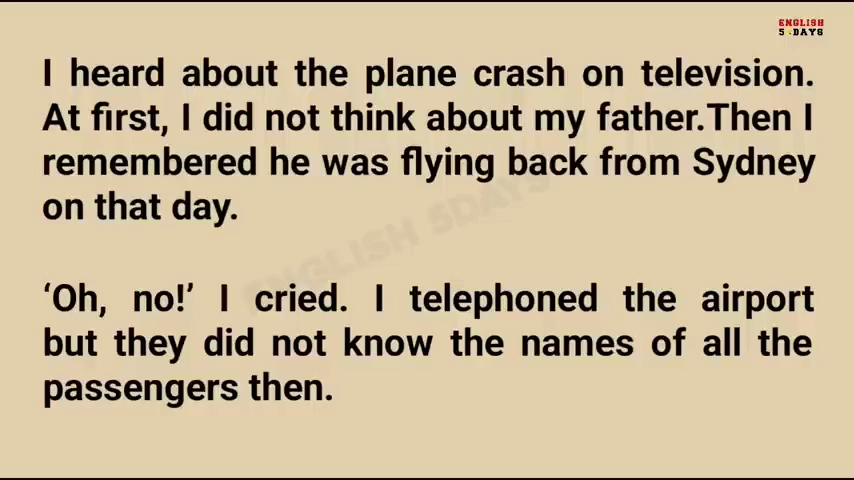 ENGLISH
5 DAYS
I heard about the plane crash on television.
At first, I did not think about my father.Then I
remembered he was flying back from Sydney
on that day.
‘Oh, no!’ I cried. I telephoned the airport
but they did not know the names of all the
passengers then.
ENGLISH 5DAYS